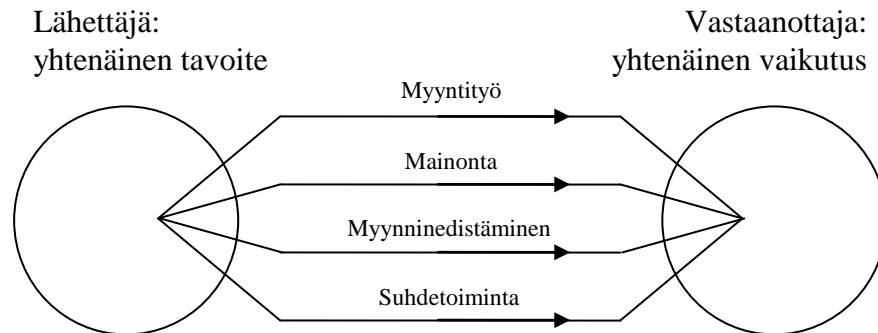 Lähettäjä:
yhtenäinen tavoite
Vastaanottaja:
yhtenäinen vaikutus
Myyntityö
Mainonta
Myynninedistäminen
Suhdetoiminta